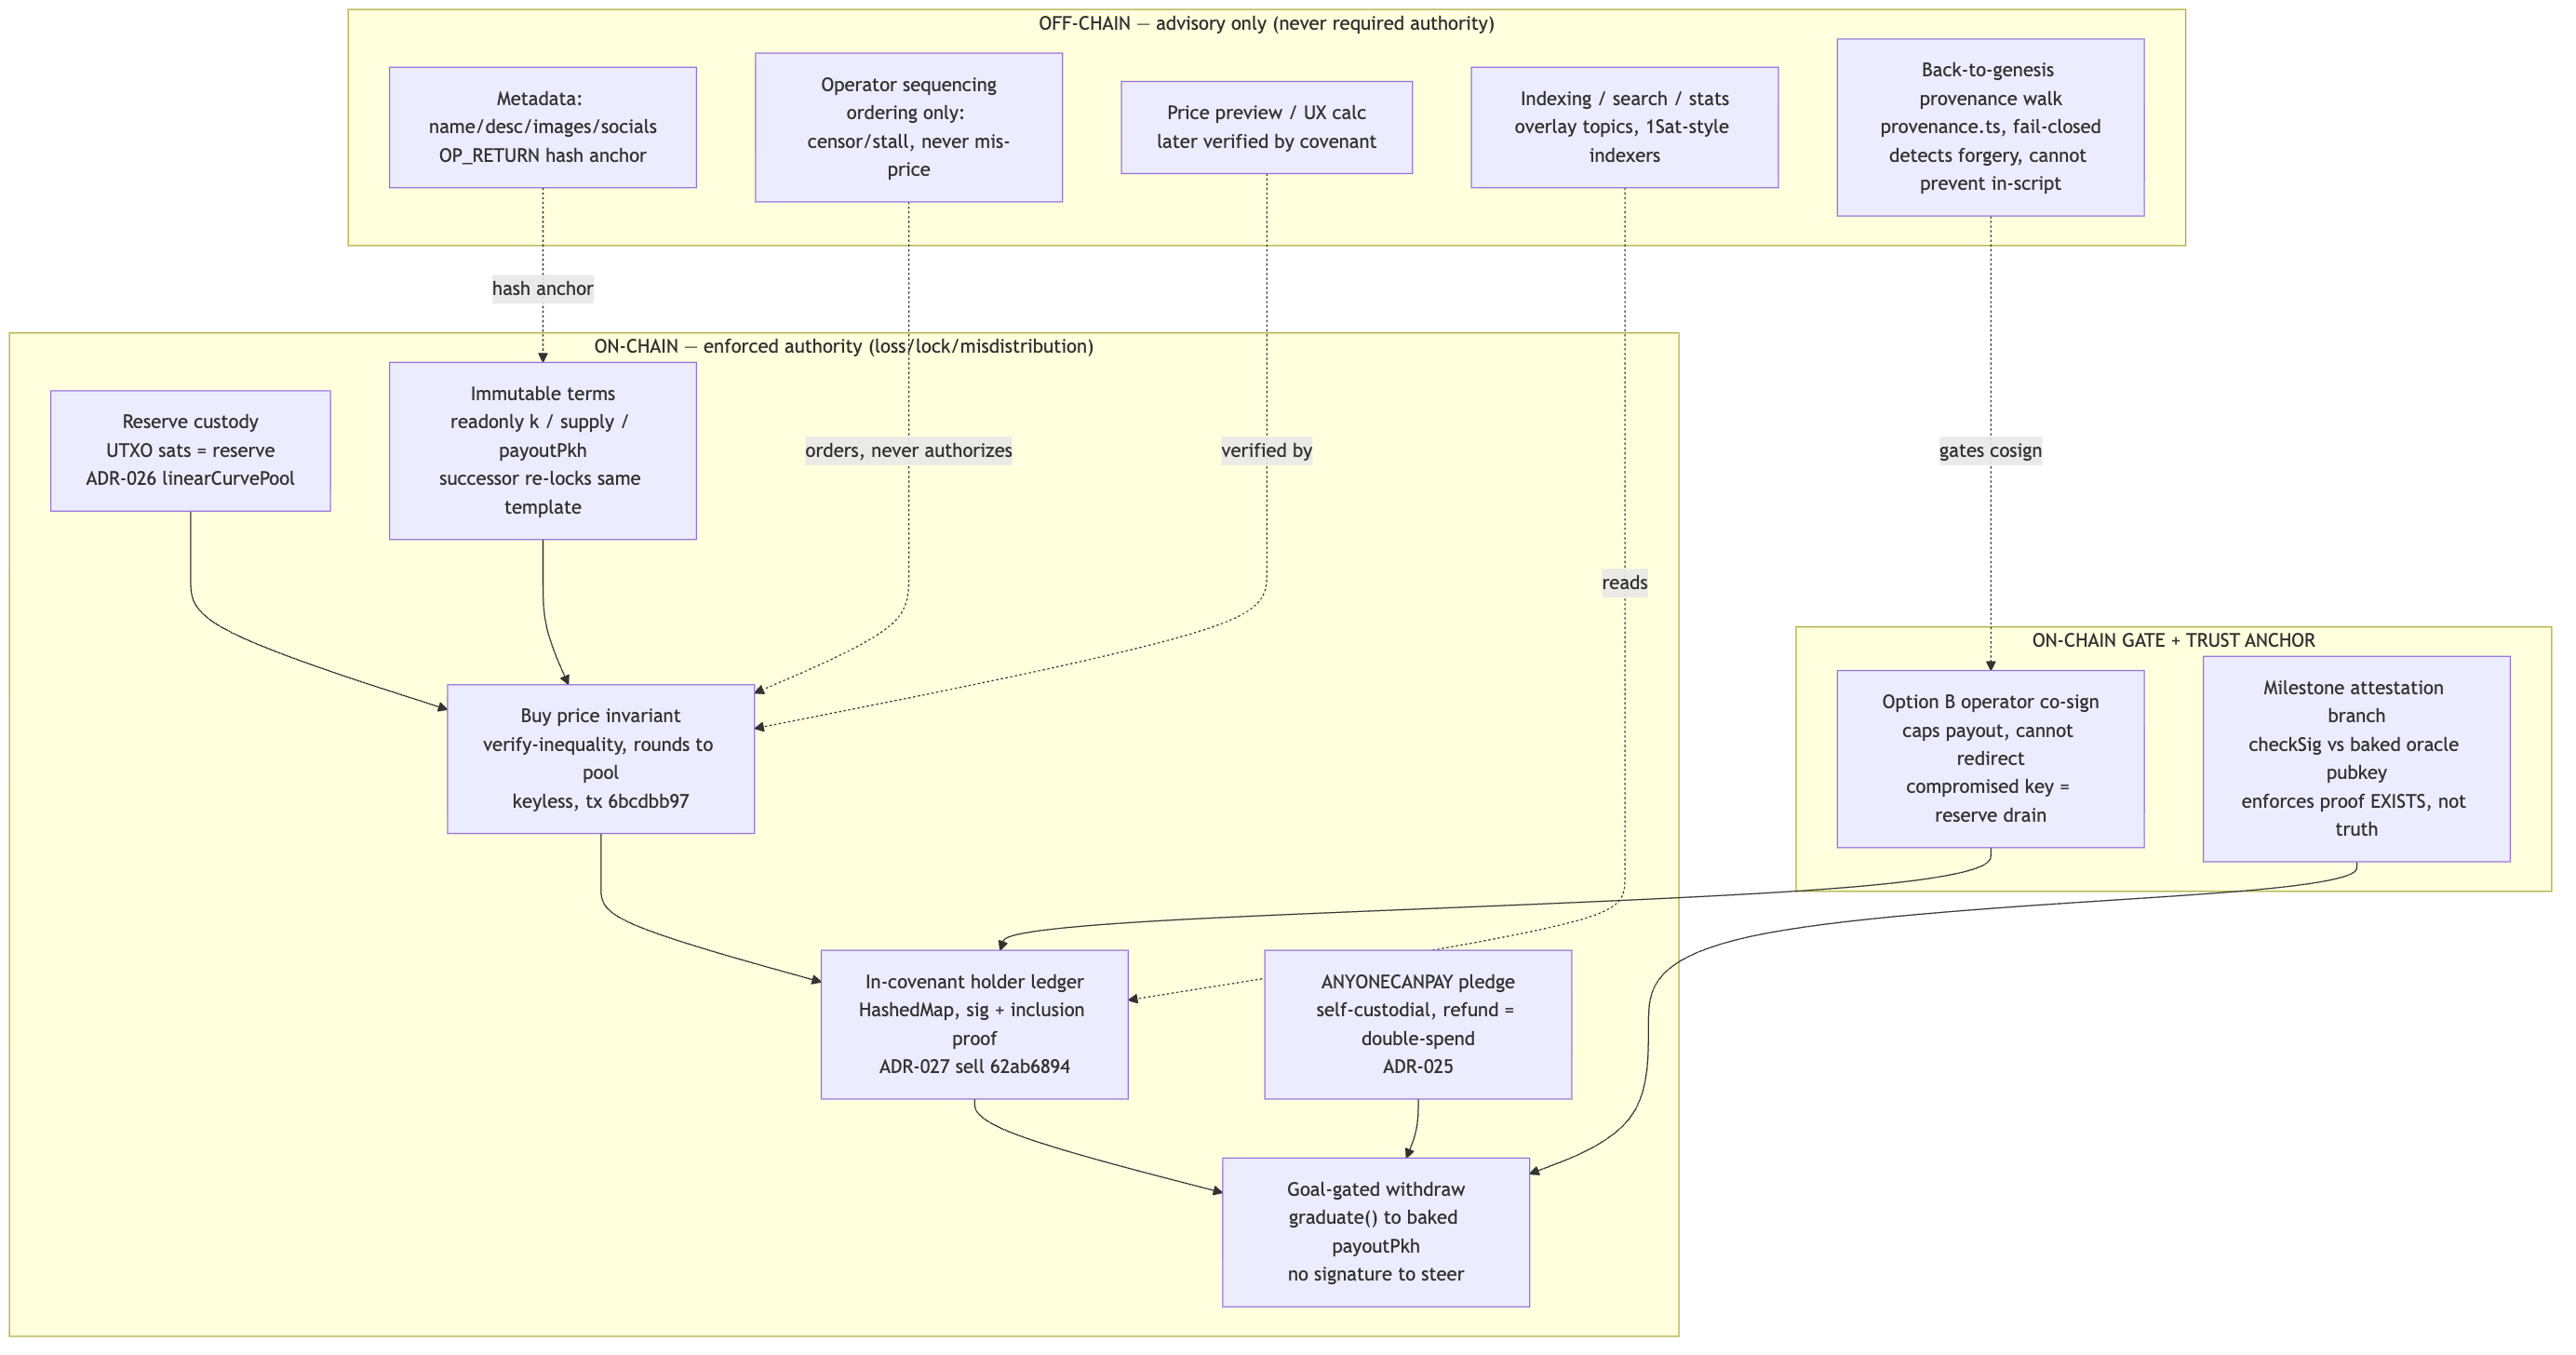 OFF-CHAIN — advisory only (never required authority)
Metadata:
name/desc/images/socials
OP_RETURN hash anchor
Operator sequencing
ordering only:
censor/stall, never mis-
price
Price preview / UX calc
later verified by covenant
Indexing / search / stats
overlay topics, 1Sat-style
indexers
Back-to-genesis
provenance walk
provenance.ts, fail-closed
detects forgery, cannot
prevent in-script
hash anchor
ON-CHAIN — enforced authority (loss/lock/misdistribution)
Reserve custody
UTXO sats = reserve
ADR-026 linearCurvePool
Immutable terms
readonly k / supply /
payoutPkh
successor re-locks same
template
orders, never authorizes
verified by
gates cosign
reads
ON-CHAIN GATE + TRUST ANCHOR
Buy price invariant
verify-inequality, rounds to
pool
keyless, tx 6bcdbb97
Option B operator co-sign
caps payout, cannot
redirect
compromised key =
reserve drain
Milestone attestation
branch
checkSig vs baked oracle
pubkey
enforces proof EXISTS, not
truth
In-covenant holder ledger
HashedMap, sig + inclusion
proof
ADR-027 sell 62ab6894
ANYONECANPAY pledge
self-custodial, refund =
double-spend
ADR-025
Goal-gated withdraw
graduate() to baked
payoutPkh
no signature to steer